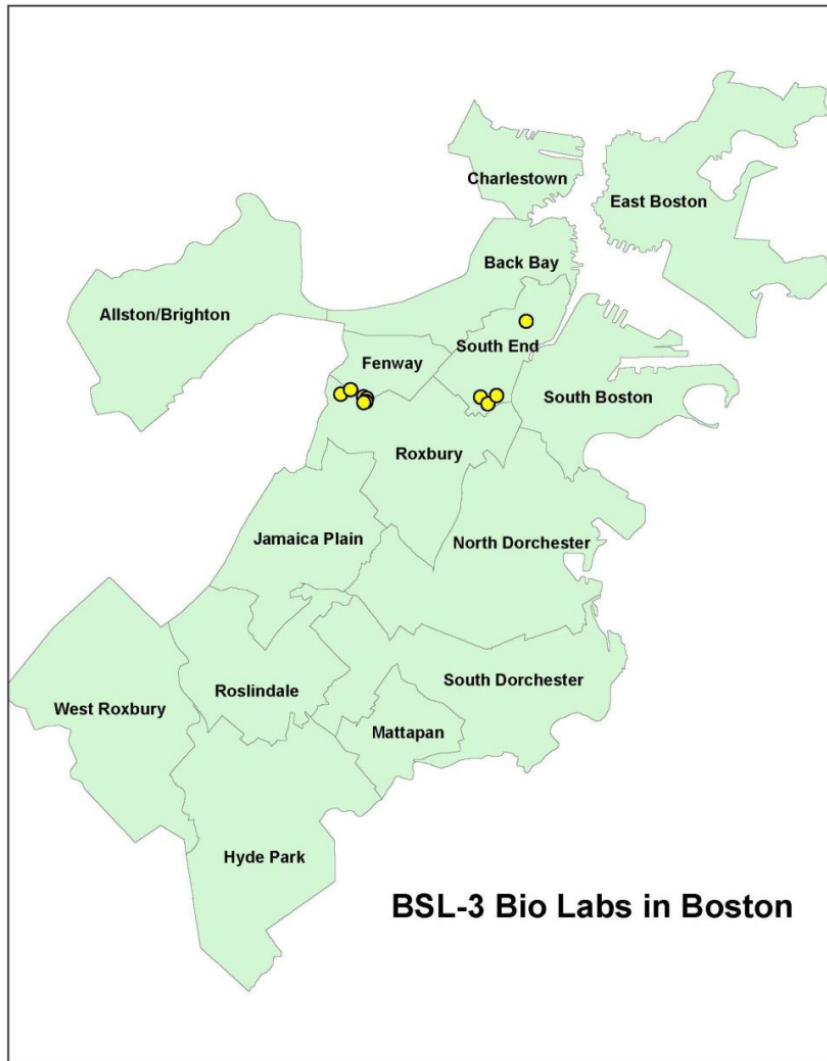 Charlestown
East Boston
Back Bay
Allston/Brighton
South End
Fenway
South Boston
Roxbury
Jamaica Plain
North Dorchester
South Dorchester
Roslindale
West Roxbury
Mattapan
Hyde Park
BSL-3 Bio Labs in Boston